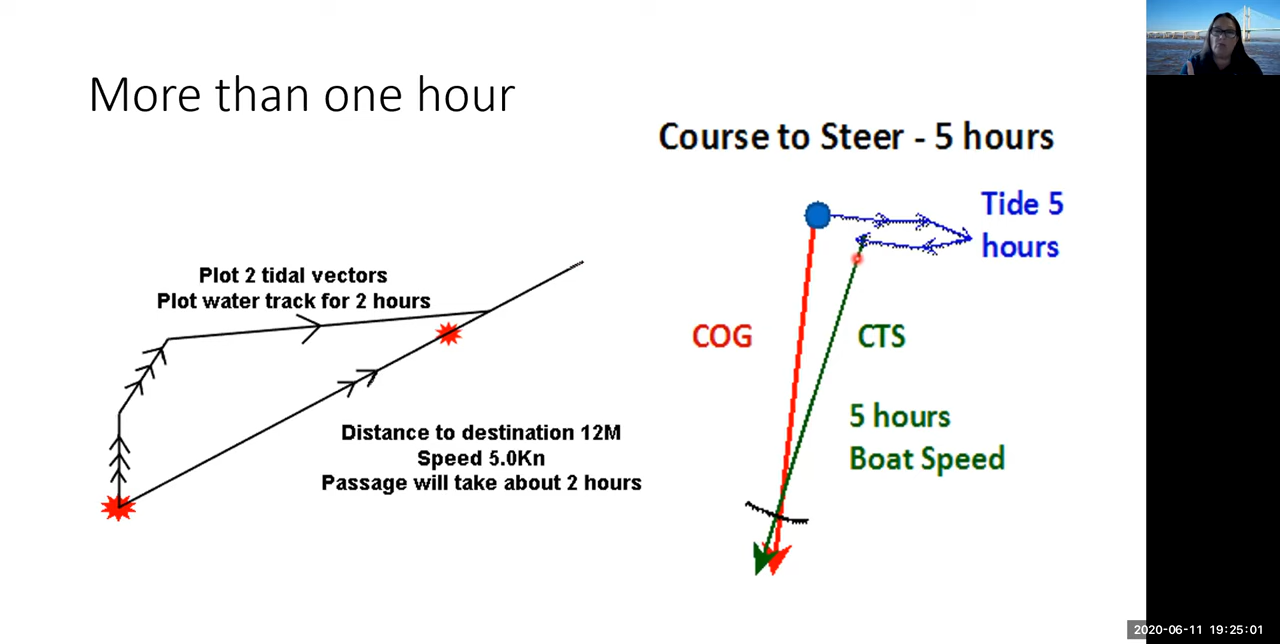 More than one hour
Plot 2 tidal vectors
Plot water track for 2 hours
Distance to destination 12M
Speed 5.0Kn
Passage will take about 2 hours
Course to Steer - 5 hours
Tide 5
hours
COG
CTS
5 hours
Boat Speed
2020-06-11 19:25:01